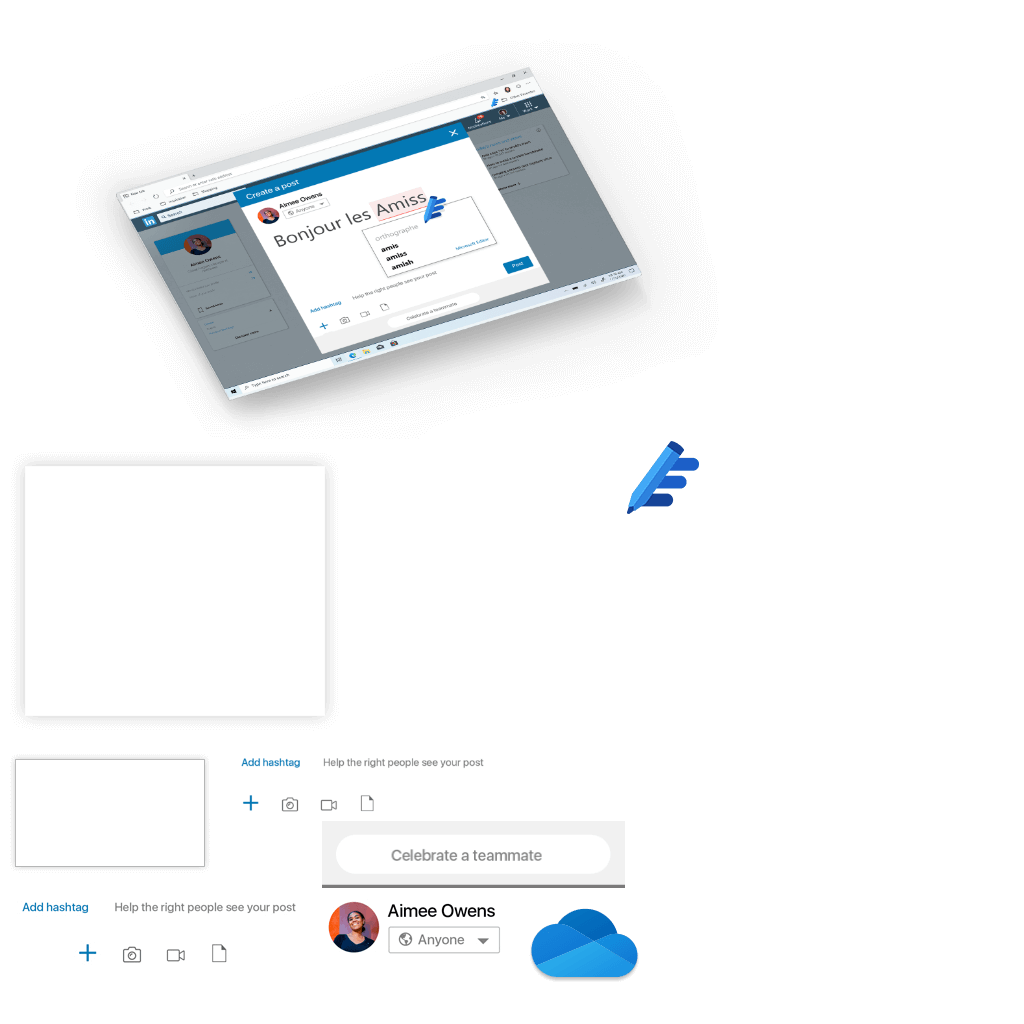 Search
Create a post
Aimee Owens
Anyone
Bonjour les Amiss
orthographe
amis
amiss
amish
Microsoft Editor
Add hashtag
Help the right people see your post
Post
Celebrate a teammate
Aimee Owens
Type here to search
Add hashtag
Help the right people see your post
Celebrate a teammate
Add hashtag
Help the right people see your post
Aimee Owens
Anyone